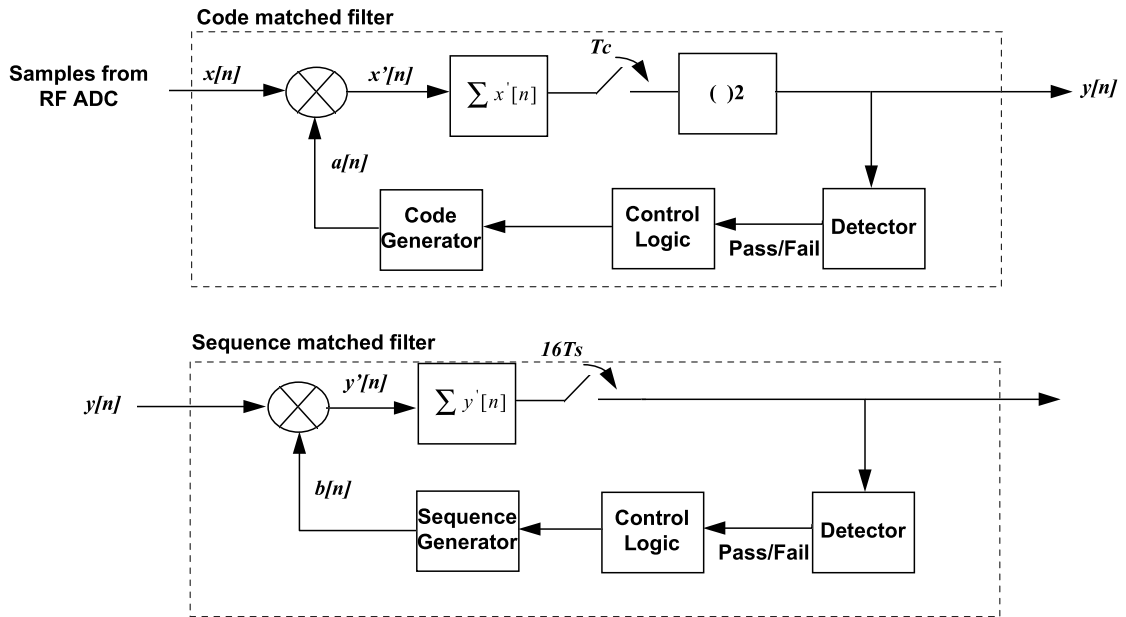 Code matched filter
Samples from
RF ADC
x[n]
x'[n]
∑ x'[n]
Tc
( )2
y[n]
a[n]
Code
Generator
Control
Logic
Pass/Fail
Detector
Sequence matched filter
y[n]
y'[n]
∑ y'[n]
16Ts
b[n]
Sequence
Generator
Control
Logic
Pass/Fail
Detector